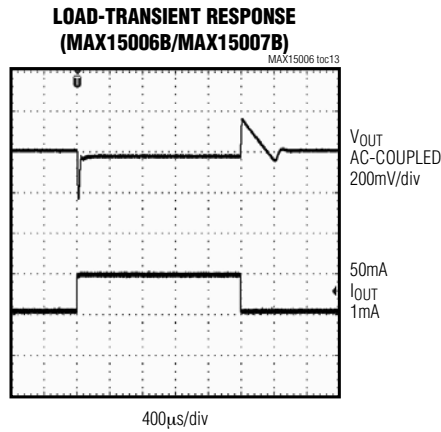 LOAD-TRANSIENT RESPONSE
(MAX15006B/MAX15007B)
MAX15006 toc13
VOUT
AC-COUPLED
200mV/div
50mA
IOUT
1mA
400µs/div